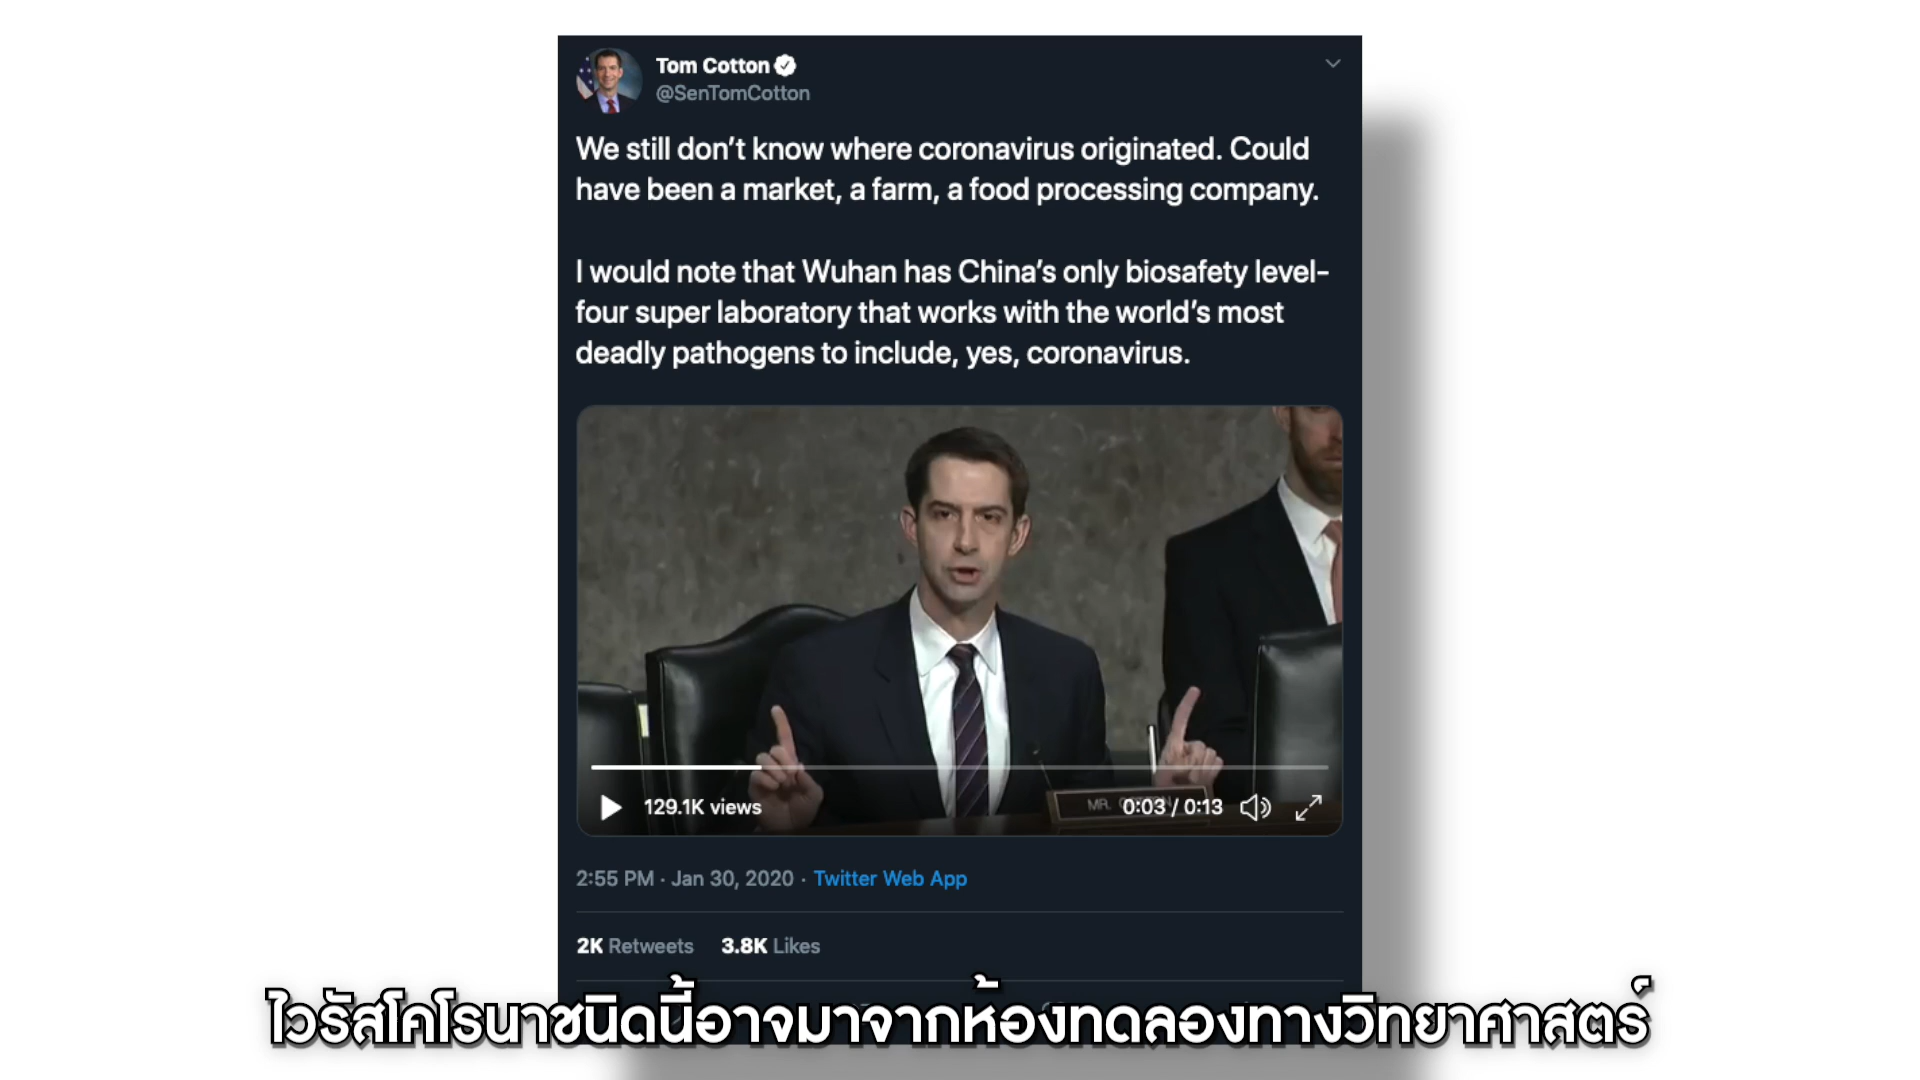 Tom Cotton
@SenTomCotton
We still don’t know where coronavirus originated. Could
have been a market, a farm, a food processing company.
I would note that Wuhan has China’s only biosafety level-
four super laboratory that works with the world’s most
deadly pathogens to include, yes, coronavirus.
MR.
129.1K views
0:03 / 0:13
2:55 PM · Jan 30, 2020 · Twitter Web App
2K Retweets 3.8K Likes
ไวรัสโคโรนาชนิดนี้อาจมาจากห้องทดลองทางวิทยาศาสตร์